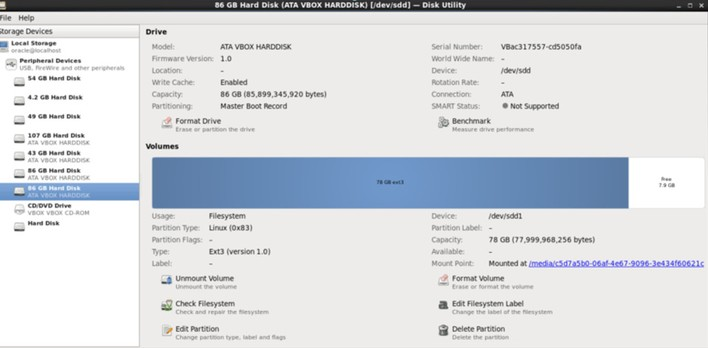 86 GB Hard Disk (ATA VBOX HARDDISK) [/dev/sdd] — Disk Utility
File Help
Storage Devices
Local Storage
oracle@localhost
Peripheral Devices
USB, FireWire and other peripherals
54 GB Hard Disk
4.2 GB Hard Disk
49 GB Hard Disk
107 GB Hard Disk
ATA VBOX HARDDISK
43 GB Hard Disk
ATA VBOX HARDDISK
86 GB Hard Disk
ATA VBOX HARDDISK
86 GB Hard Disk
ATA VBOX HARDDISK
CD/DVD Drive
VBOX VBOX CD-ROM
Hard Disk
Drive
Model: ATA VBOX HARDDISK
Serial Number: VBac317557-cd5050fa
Firmware Version: 1.0
World Wide Name: –
Location: –
Device: /dev/sdd
Write Cache: Enabled
Rotation Rate: –
Capacity: 86 GB (85,899,345,920 bytes)
Connection: ATA
Partitioning: Master Boot Record
SMART Status: Not Supported
Format Drive
Erase or partition the drive
Benchmark
Measure drive performance
Volumes
78 GB ext3
Free
7.9 GB
Usage: Filesystem
Device: /dev/sdd1
Partition Type: Linux (0x83)
Partition Label: –
Partition Flags: –
Capacity: 78 GB (77,999,968,256 bytes)
Type: Ext3 (version 1.0)
Available: –
Label: –
Mount Point: Mounted at /media/c5d7a5b0-06af-4e67-9096-3e434f60621c
Unmount Volume
Unmount the volume
Format Volume
Erase or format the volume
Check Filesystem
Check and repair the filesystem
Edit Filesystem Label
Change the label of the filesystem
Edit Partition
Change partition type, label and flags
Delete Partition
Delete the partition